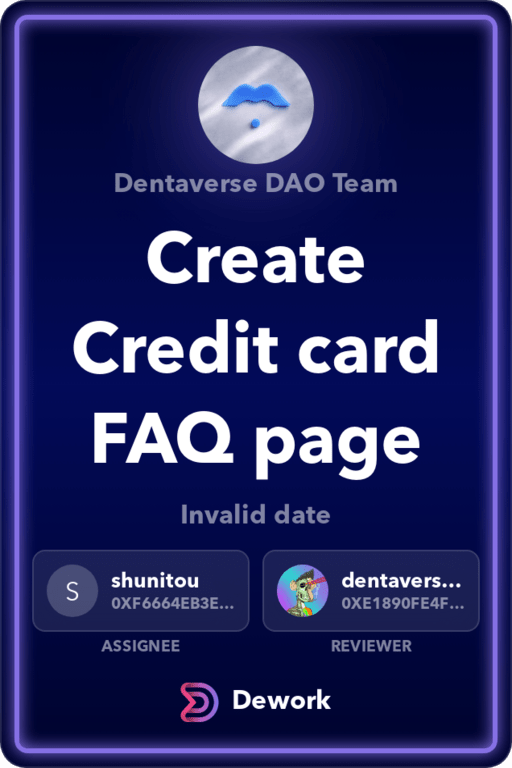 Dentaverse DAO Team
Create
Credit card
FAQ page
Invalid date
S
shunitou
0XF6664EB3E...
ASSIGNEE
dentavers...
0XE1890FE4F...
REVIEWER
Dework